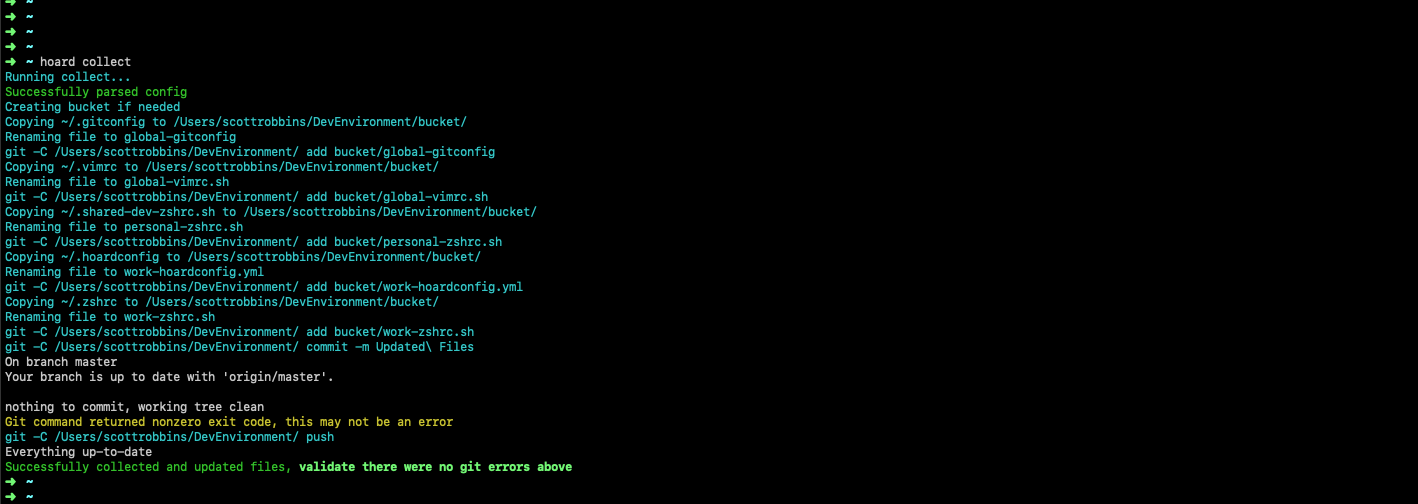 ➜ ~
➜ ~
➜ ~
➜ ~
➜ ~ hoard collect
Running collect...
Successfully parsed config
Creating bucket if needed
Copying ~/.gitconfig to /Users/scottrobbins/DevEnvironment/bucket/
Renaming file to global-gitconfig
git -C /Users/scottrobbins/DevEnvironment/ add bucket/global-gitconfig
Copying ~/.vimrc to /Users/scottrobbins/DevEnvironment/bucket/
Renaming file to global-vimrc.sh
git -C /Users/scottrobbins/DevEnvironment/ add bucket/global-vimrc.sh
Copying ~/.shared-dev-zshrc.sh to /Users/scottrobbins/DevEnvironment/bucket/
Renaming file to personal-zshrc.sh
git -C /Users/scottrobbins/DevEnvironment/ add bucket/personal-zshrc.sh
Copying ~/.hoardconfig to /Users/scottrobbins/DevEnvironment/bucket/
Renaming file to work-hoardconfig.yml
git -C /Users/scottrobbins/DevEnvironment/ add bucket/work-hoardconfig.yml
Copying ~/.zshrc to /Users/scottrobbins/DevEnvironment/bucket/
Renaming file to work-zshrc.sh
git -C /Users/scottrobbins/DevEnvironment/ add bucket/work-zshrc.sh
git -C /Users/scottrobbins/DevEnvironment/ commit -m Updated\ Files
On branch master
Your branch is up to date with 'origin/master'.
nothing to commit, working tree clean
Git command returned nonzero exit code, this may not be an error
git -C /Users/scottrobbins/DevEnvironment/ push
Everything up-to-date
Successfully collected and updated files, validate there were no git errors above
➜ ~
➜ ~